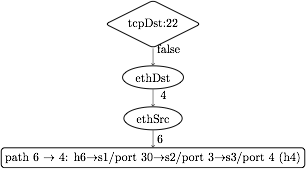 tcpDst:22
false
ethDst
4
ethSrc
6
path 6 → 4: h6→s1/port 30→s2/port 3→s3/port 4 (h4)